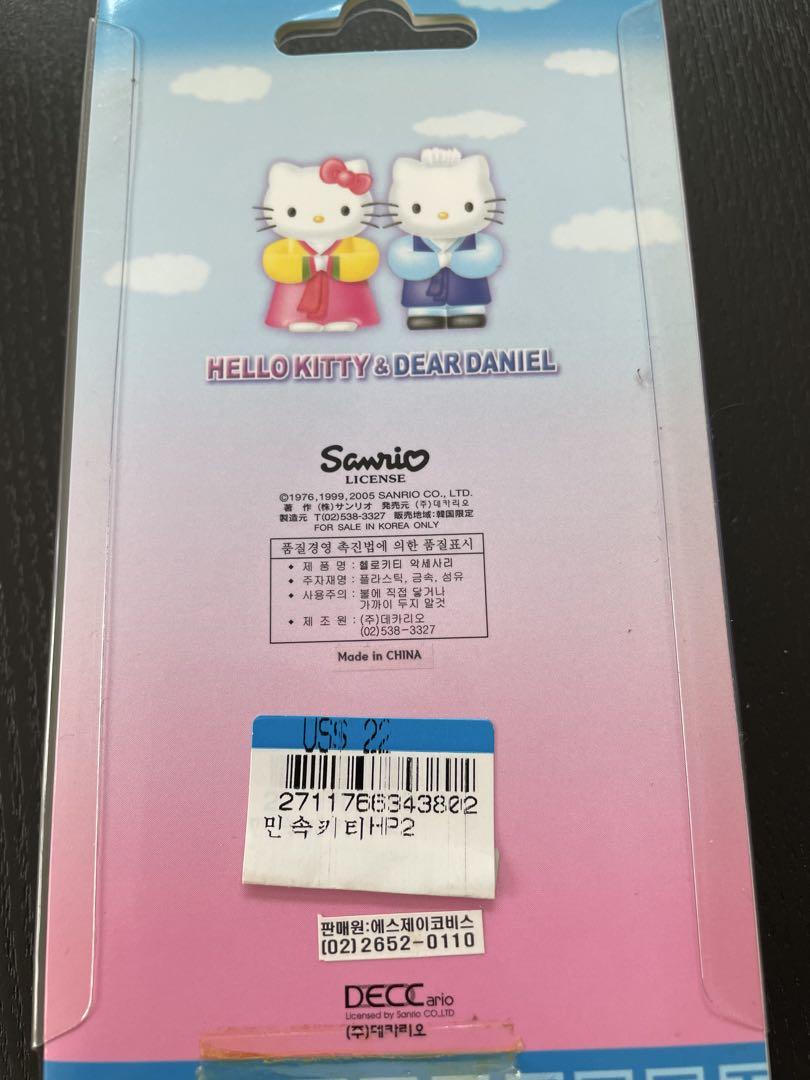 HELLO KITTY & DEAR DANIEL
Sanrio
LICENSE
©1976,1999,2005 SANRIO CO., LTD.
著 作 (株)サンリオ 発売元 (주)데카리오
製造元 T(02)538-3327 販売地域:韓国限定
FOR SALE IN KOREA ONLY
품질경영 촉진법에 의한 품질표시
• 제 품 명 : 헬로키티 악세사리
• 주자재명 : 플라스틱, 금속, 섬유
• 사용주의 : 불에 직접 닿거나
가까이 두지 말것
• 제 조 원 : (주)데카리오
(02)538-3327
Made in CHINA
US$ 22
2711766343802
민속키티HP2
판매원:에스제이코비스
(02)2652-0110
DECCario
Licensed by Sanrio CO.,LTD
(주)데카리오